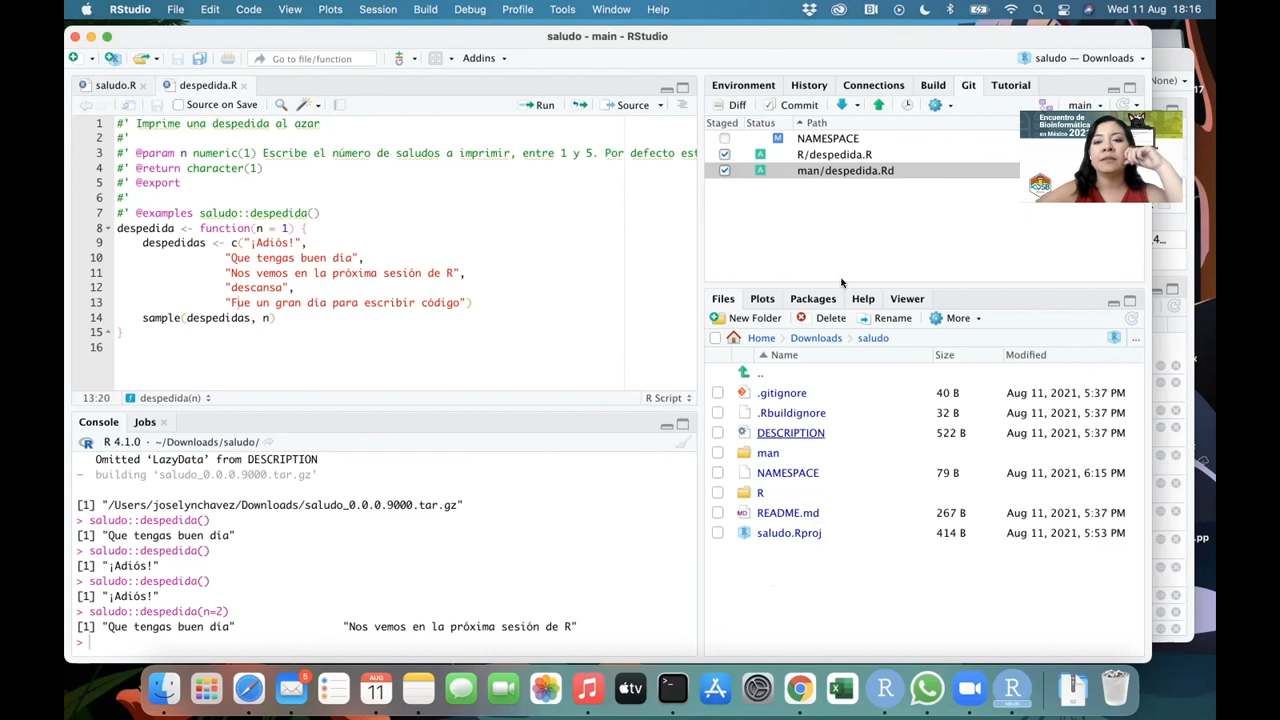 RStudio File Edit Code View Plots Session Build Debug Profile Tools Window Help Wed 11 Aug 18:16
saludo - main - RStudio
Go to file/function Addins saludo — Downloads
saludo.R despedida.R
Source on Save Run Source
1 #' Imprime una despedida al azar
2 #'
3 #' @param n numeric(1) Escribe el número de saludos a imprimir, entre 1 y 5. Por defecto est
4 #' @return character(1)
5 #' @export
6 #'
7 #' @examples saludo::despedida()
8 despedida <- function(n = 1) {
9 despedidas <- c("¡Adiós!",
10 "Que tengas buen día",
11 "Nos vemos en la próxima sesión de R",
12 "descansa",
13 "Fue un gran día para escribir código")
14 sample(despedidas, n)
15 }
16
13:20 despedida(n) R Script
Console Jobs
R 4.1.0 · ~/Downloads/saludo/
Omitted ‘LazyData’ from DESCRIPTION
— building ‘saludo_0.0.0.9000.tar.gz’
[1] "/Users/joselynchavez/Downloads/saludo_0.0.0.9000.tar.gz"
> saludo::despedida()
[1] "Que tengas buen día"
> saludo::despedida()
[1] "¡Adiós!"
> saludo::despedida()
[1] "¡Adiós!"
> saludo::despedida(n=2)
[1] "Que tengas buen día" "Nos vemos en la próxima sesión de R"
>
Environment History Connections Build Git Tutorial
Diff Commit main
Staged Status Path
M NAMESPACE
A R/despedida.R
A man/despedida.Rd
Encuentro de
Bioinformática
en México 2021
Files Plots Packages Help Viewer
New Folder Delete Rename More
Home Downloads saludo ...
Name Size Modified
..
.gitignore 40 B Aug 11, 2021, 5:37 PM
.Rbuildignore 32 B Aug 11, 2021, 5:37 PM
DESCRIPTION 522 B Aug 11, 2021, 5:37 PM
man
NAMESPACE 79 B Aug 11, 2021, 6:15 PM
R
README.md 267 B Aug 11, 2021, 5:37 PM
saludo.Rproj 414 B Aug 11, 2021, 5:53 PM
None)
4...
.pp
AUG
11
5